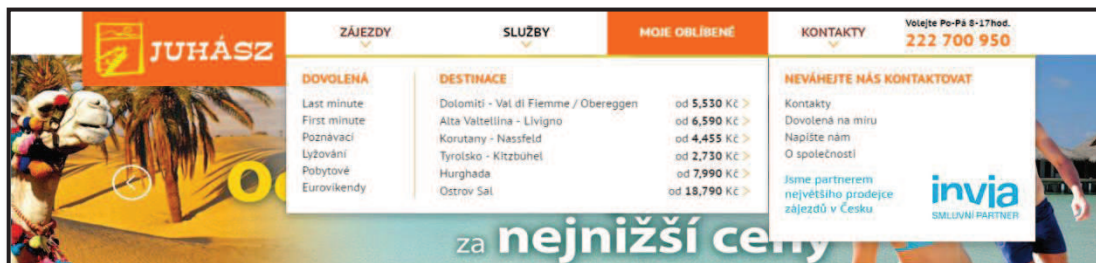 JUHÁSZ
ZÁJEZDY
SLUŽBY
MOJE OBLÍBENÉ
KONTAKTY
Volejte Po-Pá 8-17hod.
222 700 950
DOVOLENÁ
Last minute
First minute
Poznávací
Lyžování
Pobytové
Eurovíkendy
DESTINACE
Dolomiti - Val di Fiemme / Obereggen od 5,530 Kč >
Alta Valtellina - Livigno od 6,590 Kč >
Korutany - Nassfeld od 4,455 Kč >
Tyrolsko - Kitzbühel od 2,730 Kč >
Hurghada od 7,990 Kč >
Ostrov Sal od 18,790 Kč >
NEVÁHEJTE NÁS KONTAKTOVAT
Kontakty
Dovolená na míru
Napište nám
O společnosti
Jsme partnerem
největšího prodejce
zájezdů v Česku
invia
SMLUVNÍ PARTNER
za nejnižší ceny